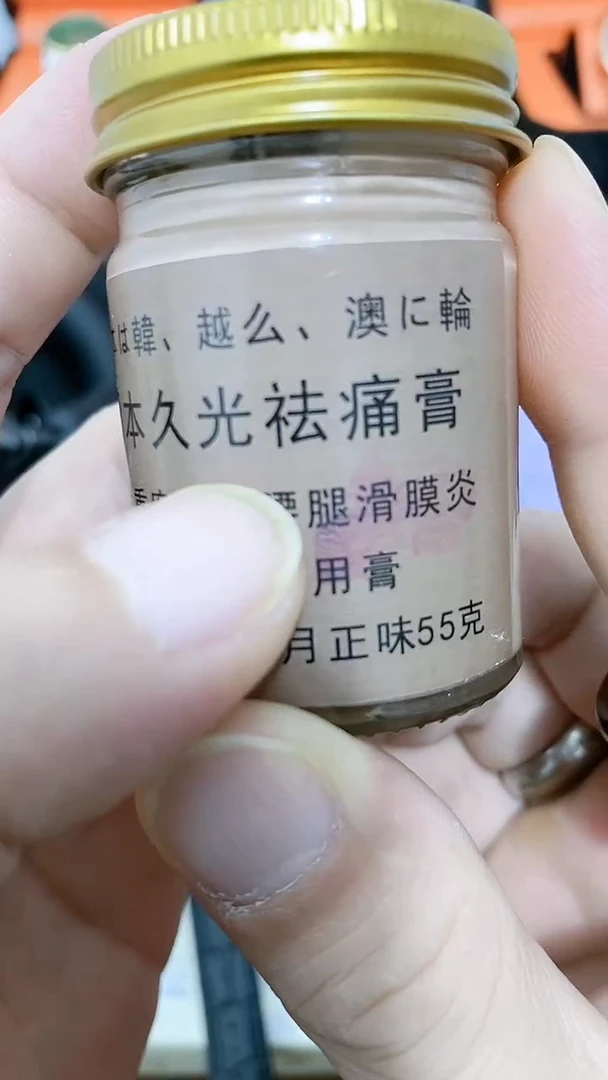 は韓、越么、澳に輪
本久光祛痛膏
腰腿滑膜炎
用膏
月正味55克